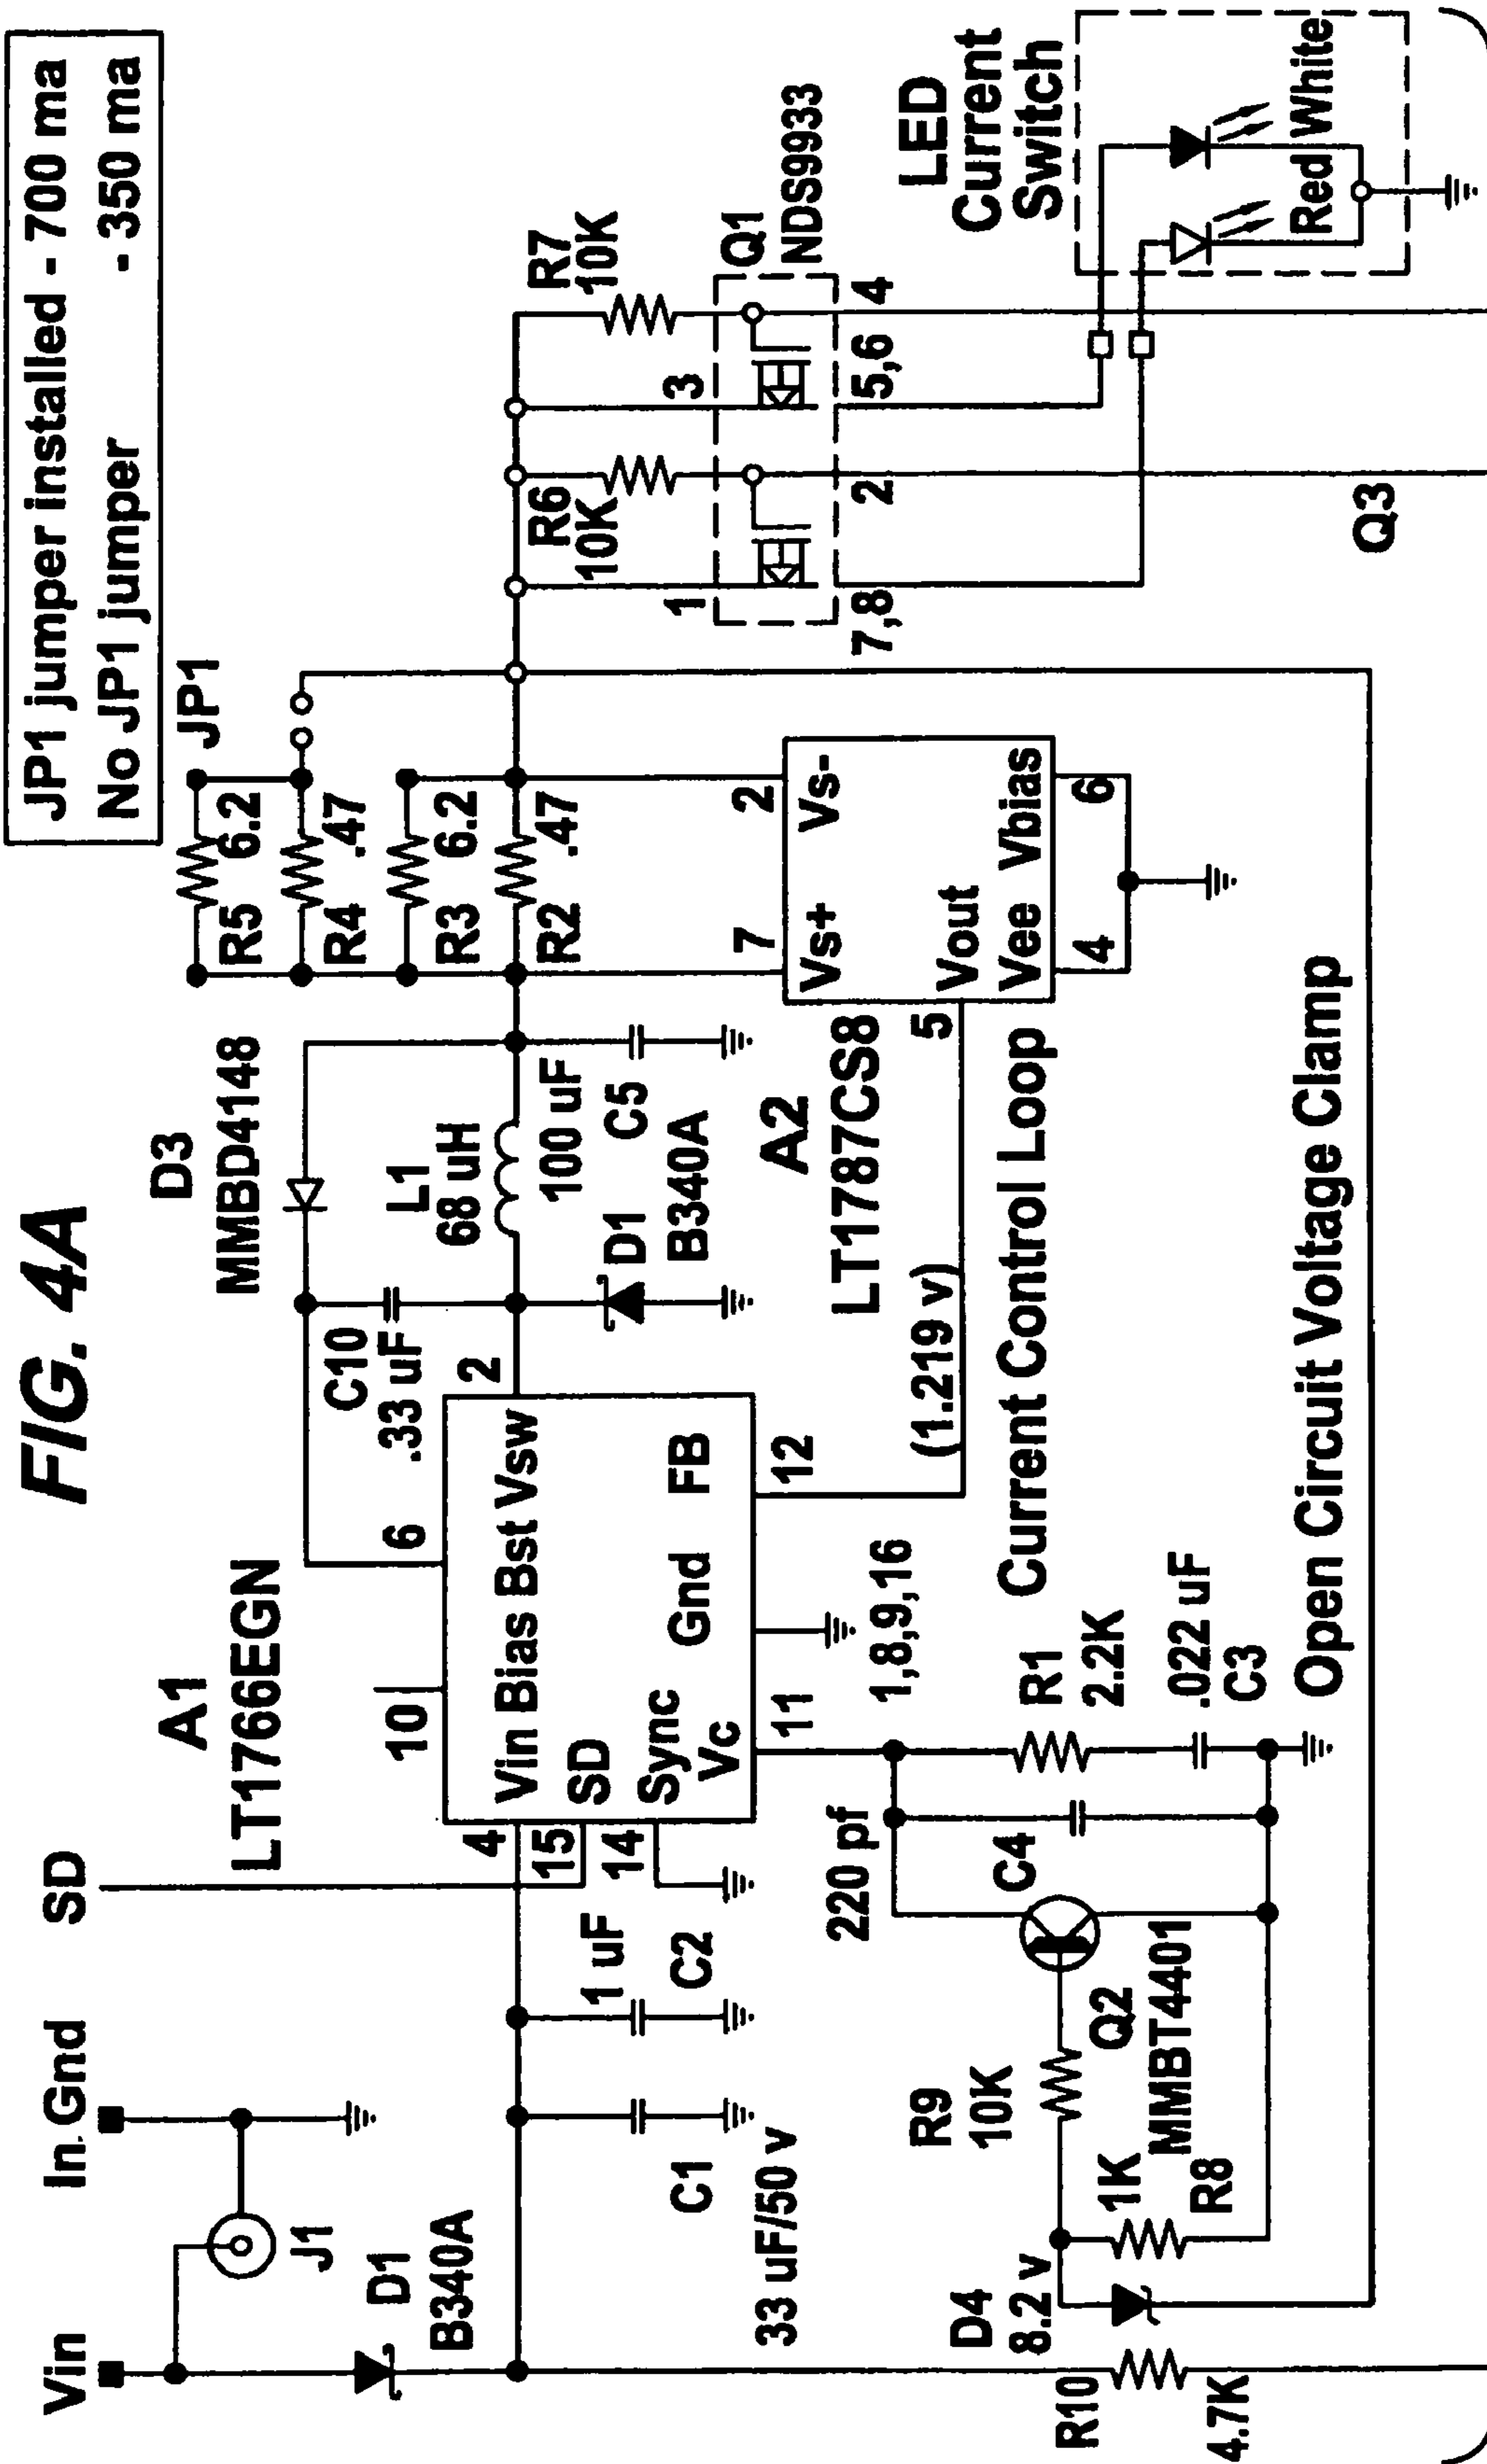 FIG. 4A
JP1 jumper installed - 700 ma
No JP1 jumper - 350 ma
Vin
In Gnd
SD
J1
D1
B340A
A1
LT1766EGN
D3
MMBD4148
JP1
R5 6.2
R4 .47
R3 6.2
R2 .47
10
6
C10
.33 uF
2
L1
68 uH
100 uF
C5
D1
B340A
4
15
14
Vin Bias Bst Vsw
SD
Sync
Vc
Gnd
FB
11
1,8,9,16
12
1 uF
C2
C1
33 uF/50 v
(1.219 v)
A2
LT1787CS8
7
2
Vs+
Vs-
Vout
Vee
Vbias
5
4
6
Current Control Loop
R6
10K
R7
10K
1
3
Q1
NDS9933
7,8
2
5,6
4
LED
Current
Switch
Red
White
Q3
220 pf
C4
R1
2.2K
.022 uF
C3
R9
10K
Q2
MMBT4401
1K
R8
D4
8.2 v
R10
4.7K
Open Circuit Voltage Clamp